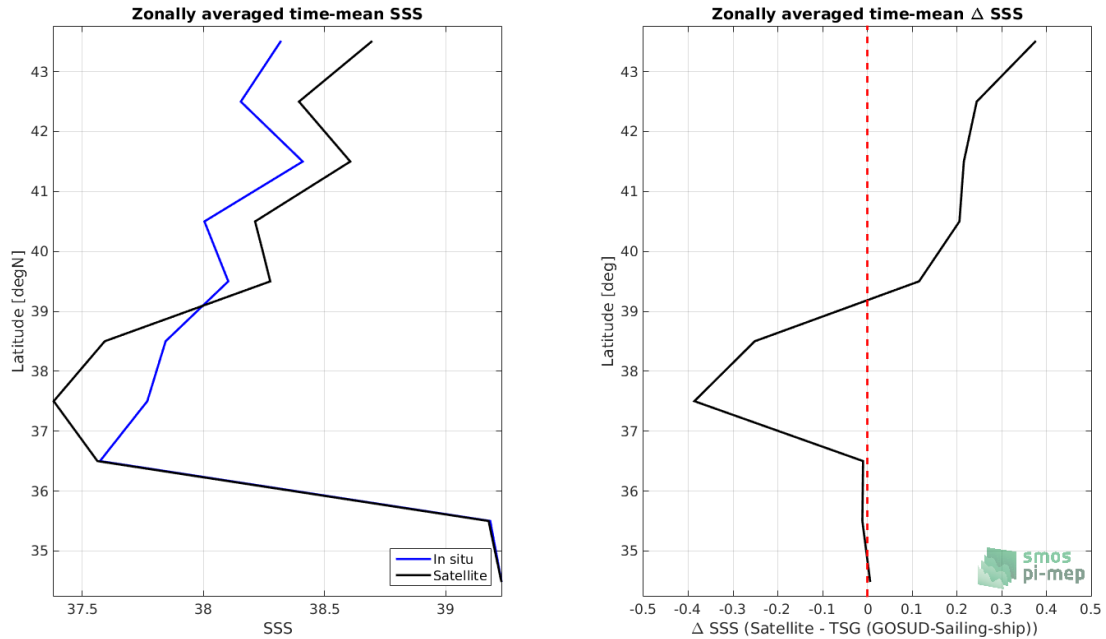 Zonally averaged time-mean SSS
Latitude [degN]
43
42
41
40
39
38
37
36
35
37.5 38 38.5 39
SSS
In situ
Satellite
Zonally averaged time-mean Δ SSS
Latitude [deg]
43
42
41
40
39
38
37
36
35
-0.5 -0.4 -0.3 -0.2 -0.1 0 0.1 0.2 0.3 0.4 0.5
Δ SSS (Satellite - TSG (GOSUD-Sailing-ship))
smos
pi-mep